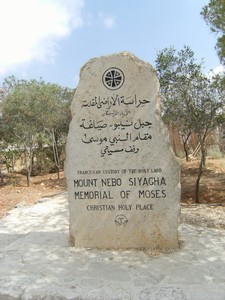 حراسة الأراضي المقدسة
جبل نيبو - صياغة
مقام النبي موسى
وقف مسيحي
FRANCISCAN CUSTODY OF THE HOLY LAND
MOUNT NEBO SIYAGHA
MEMORIAL OF MOSES
CHRISTIAN HOLY PLACE